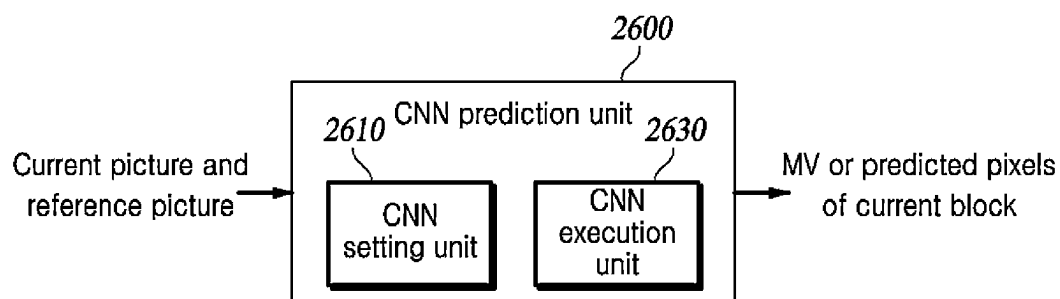 2600
CNN prediction unit
2610
2630
Current picture and
reference picture
CNN
setting unit
CNN
execution
unit
MV or predicted pixels
of current block